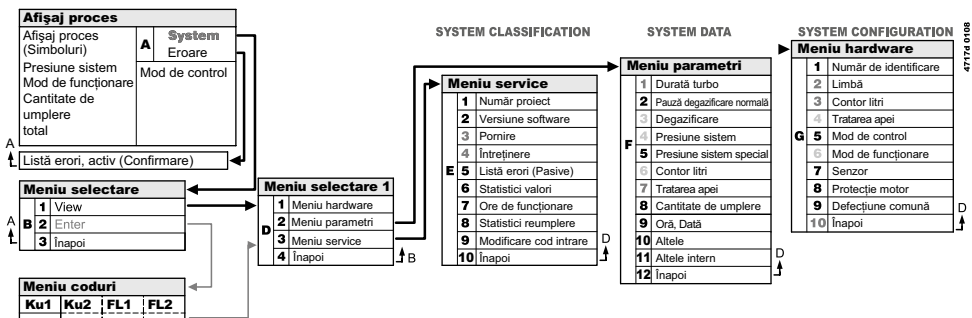 Afişaj proces
Afişaj proces
(Simboluri)
Presiune sistem
Mod de funcţionare
Cantitate de
umplere
total
A
System
Eroare
Mod de control
A
Listă erori, activ (Confirmare)
Meniu selectare
A
B
1 View
2 Enter
3 Înapoi
Meniu coduri
Ku1 Ku2 FL1 FL2
Meniu selectare 1
D
1 Meniu hardware
2 Meniu parametri
3 Meniu service
4 Înapoi
B
SYSTEM CLASSIFICATION
Meniu service
E
1 Număr proiect
2 Versiune software
3 Pornire
4 Întreţinere
5 Listă erori (Pasive)
6 Statistici valori
7 Ore de funcţionare
8 Statistici reumplere
9 Modificare cod intrare
10 Înapoi
D
SYSTEM DATA
Meniu parametri
F
1 Durată turbo
2 Pauză degazificare normală
3 Degazificare
4 Presiune sistem
5 Presiune sistem special
6 Contor litri
7 Tratarea apei
8 Cantitate de umplere
9 Oră, Dată
10 Altele
11 Altele intern
12 Înapoi
D
SYSTEM CONFIGURATION
Meniu hardware
G
1 Număr de identificare
2 Limbă
3 Contor litri
4 Tratarea apei
5 Mod de control
6 Mod de funcţionare
7 Senzor
8 Protecţie motor
9 Defecţiune comună
10 Înapoi
D
4717d 0108